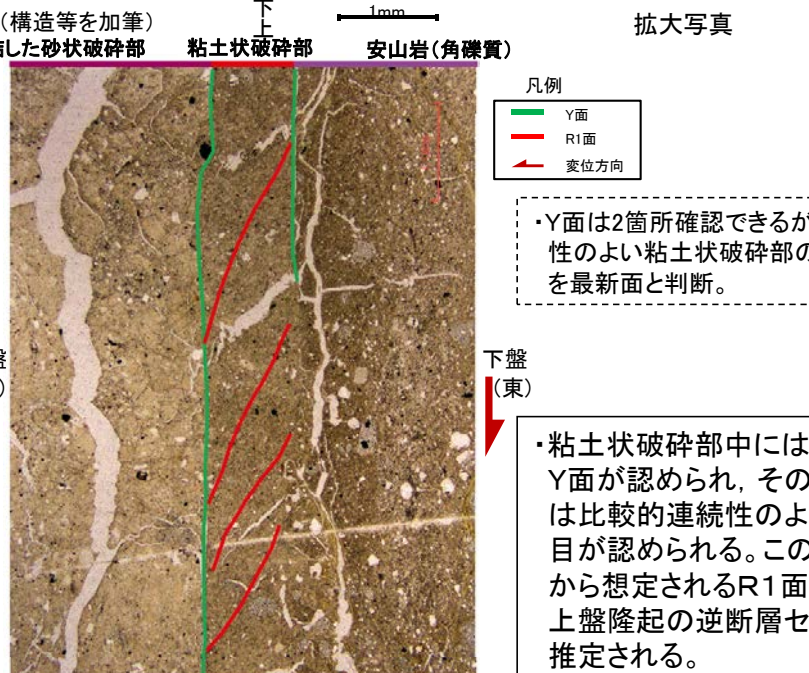 (構造等を加筆)
下
上
1mm
拡大写真
した砂状破砕部
粘土状破砕部
安山岩(角礫質)
凡例
Y面
R1面
変位方向
・Y面は2箇所確認できるが
性のよい粘土状破砕部の
を最新面と判断。
下盤
(東)
・粘土状破砕部中には
Y面が認められ,その
は比較的連続性のよ
目が認められる。この
から想定されるR1面
上盤隆起の逆断層セ
推定される。